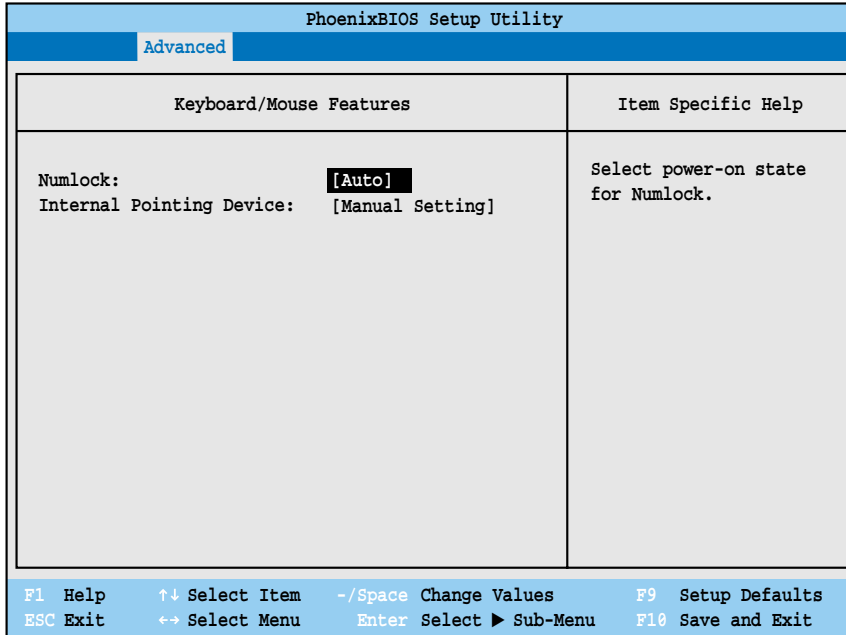 PhoenixBIOS Setup Utility
Advanced
Keyboard/Mouse Features
Item Specific Help
Numlock: [Auto]
Internal Pointing Device: [Manual Setting]
Select power-on state
for Numlock.
F1 Help ↑↓ Select Item -/Space Change Values F9 Setup Defaults
ESC Exit ←→ Select Menu Enter Select ▶ Sub-Menu F10 Save and Exit